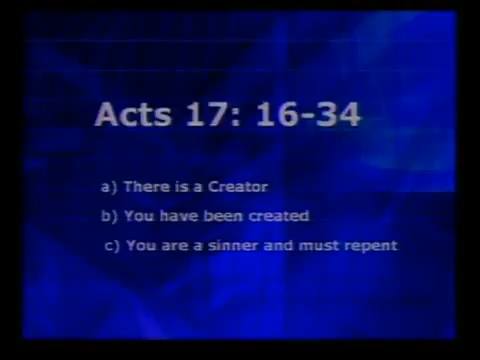 Acts 17: 16-34
a) There is a Creator
b) You have been created
c) You are a sinner and must repent